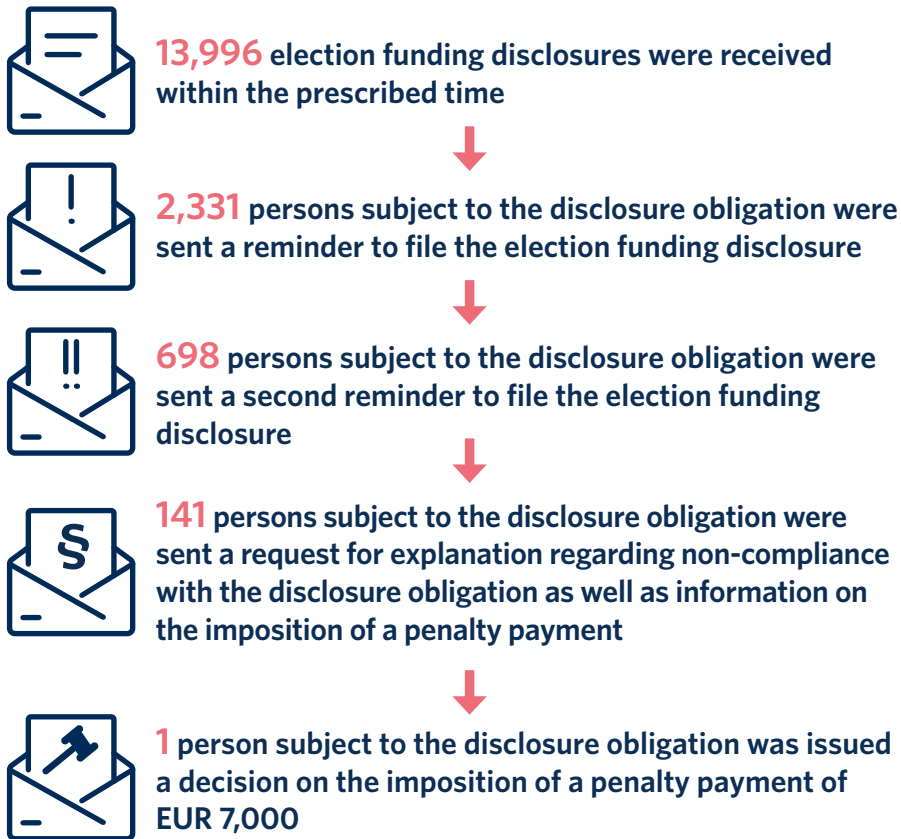 13,996 election funding disclosures were received
within the prescribed time
!
2,331 persons subject to the disclosure obligation were
sent a reminder to file the election funding disclosure
!!
698 persons subject to the disclosure obligation were
sent a second reminder to file the election funding
disclosure
§
141 persons subject to the disclosure obligation were
sent a request for explanation regarding non-compliance
with the disclosure obligation as well as information on
the imposition of a penalty payment
1 person subject to the disclosure obligation was issued
a decision on the imposition of a penalty payment of
EUR 7,000